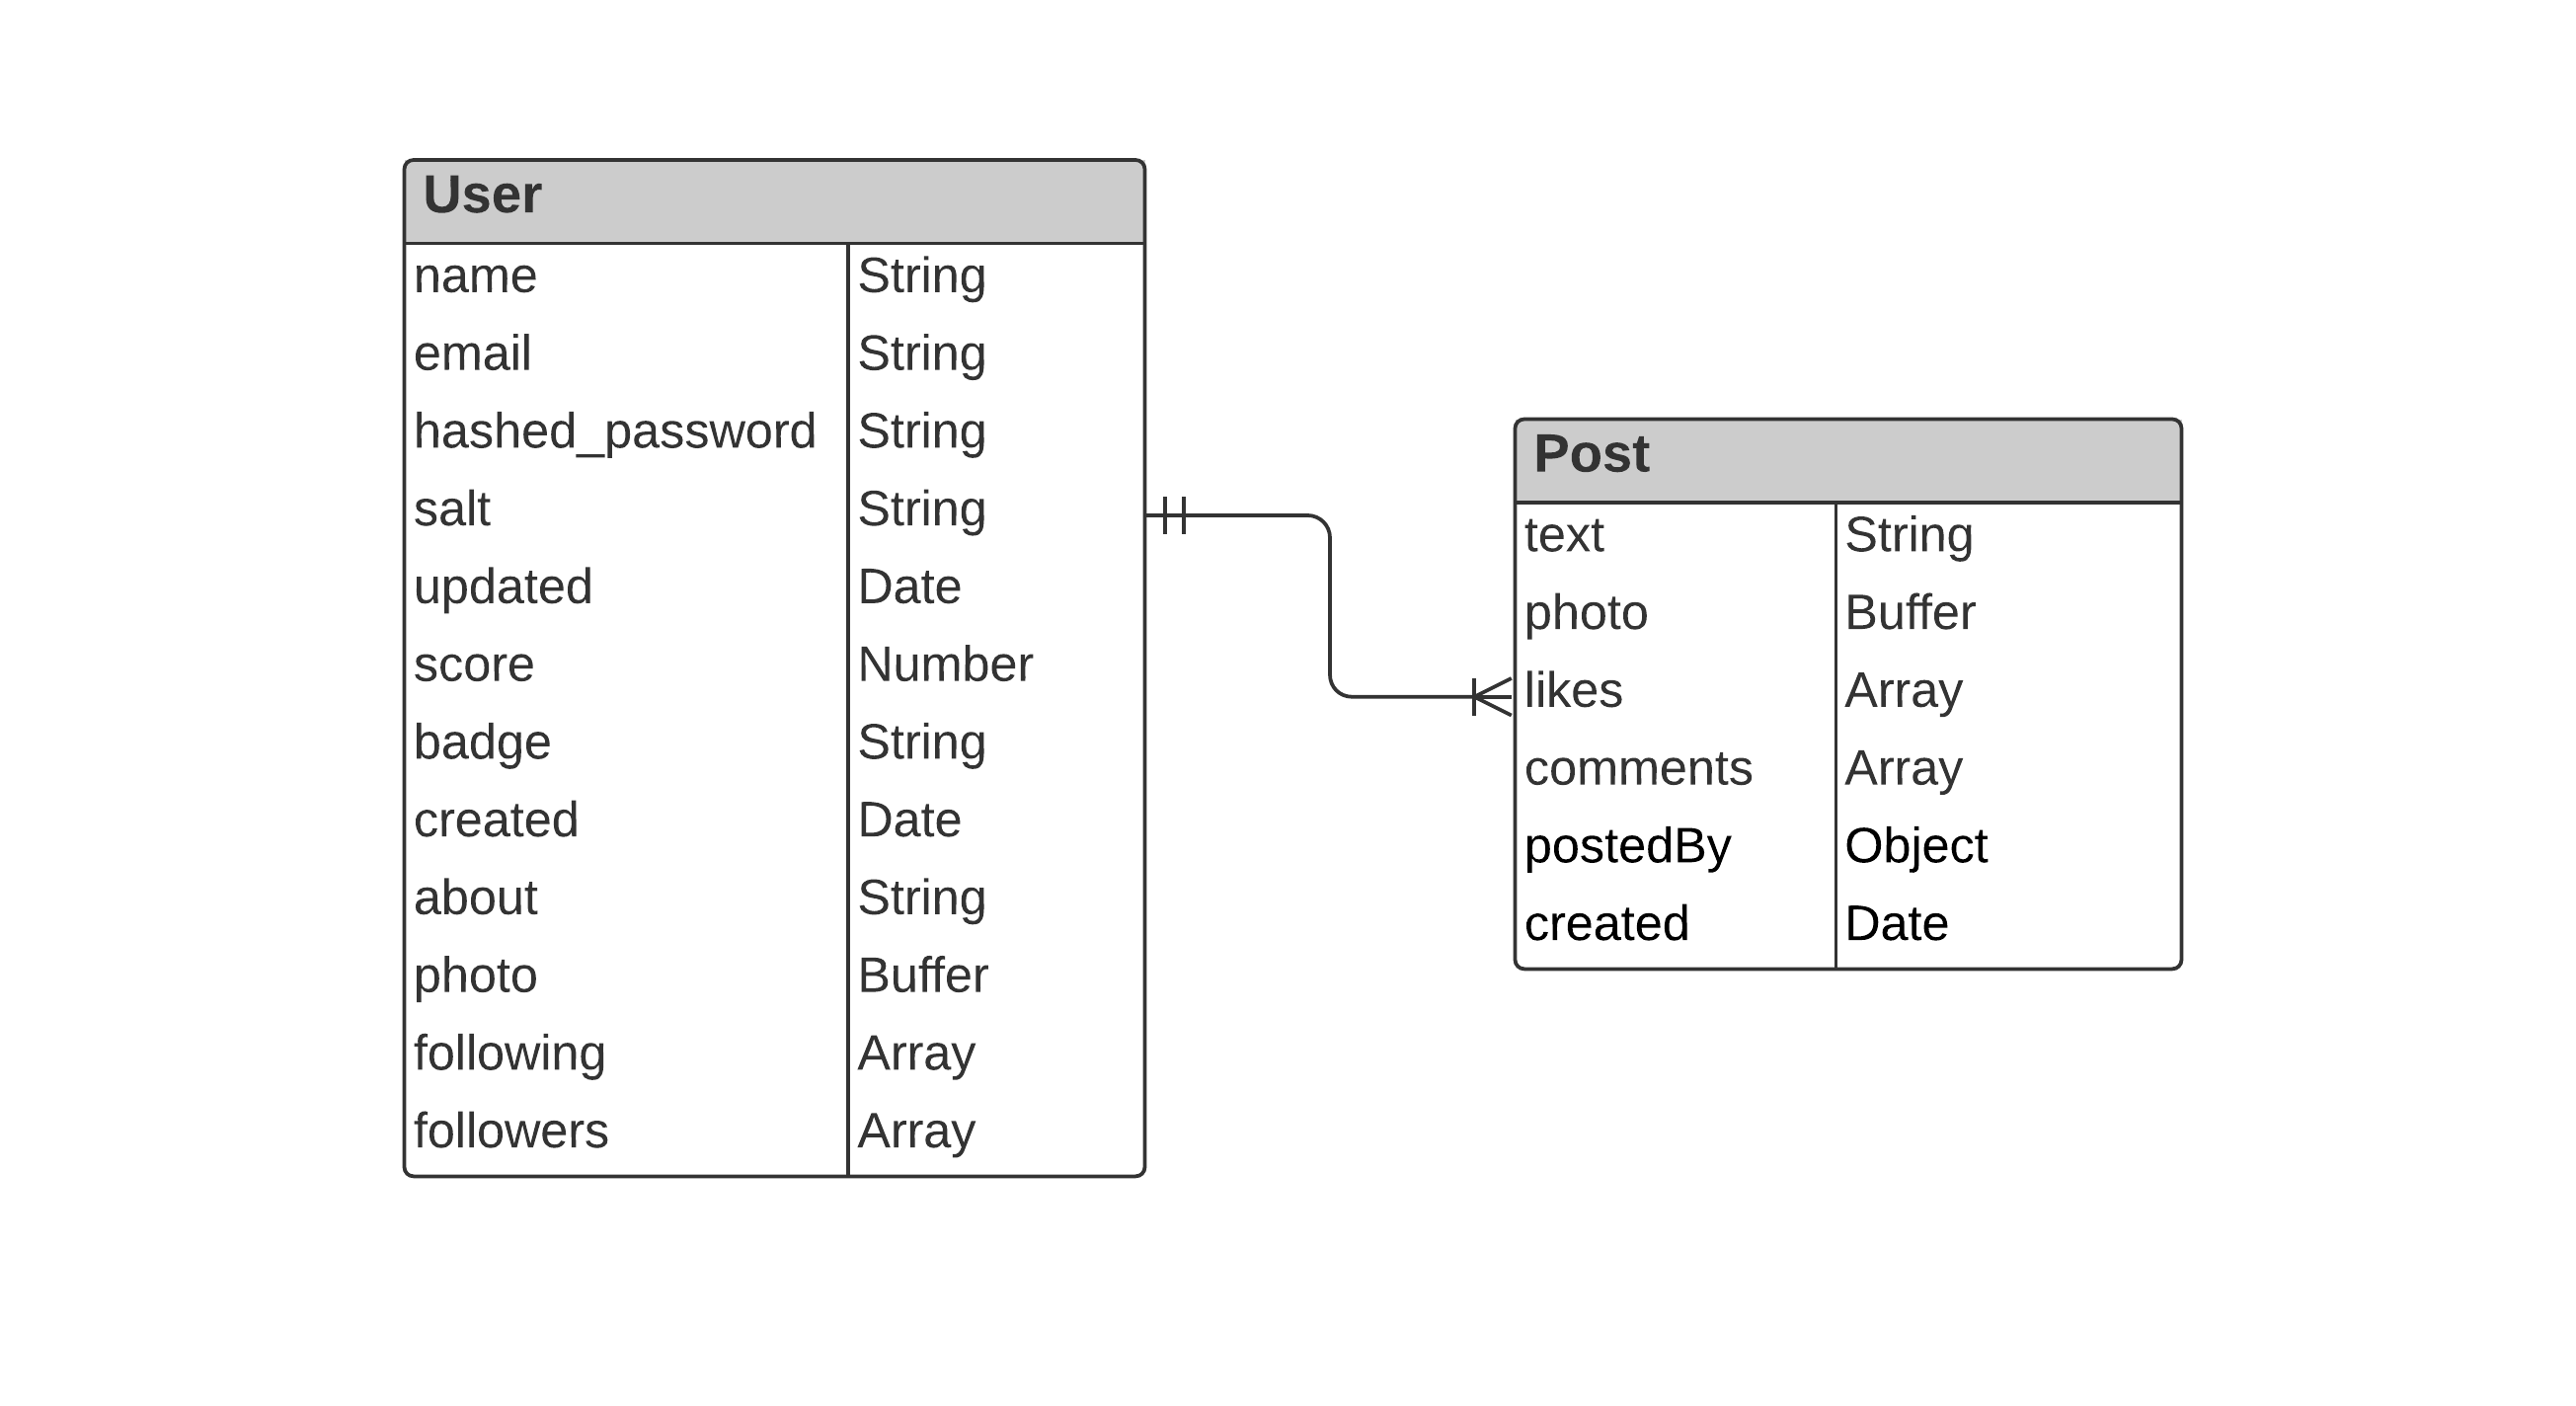 User
name String
email String
hashed_password String
salt String
updated Date
score Number
badge String
created Date
about String
photo Buffer
following Array
followers Array
Post
text String
photo Buffer
likes Array
comments Array
postedBy Object
created Date